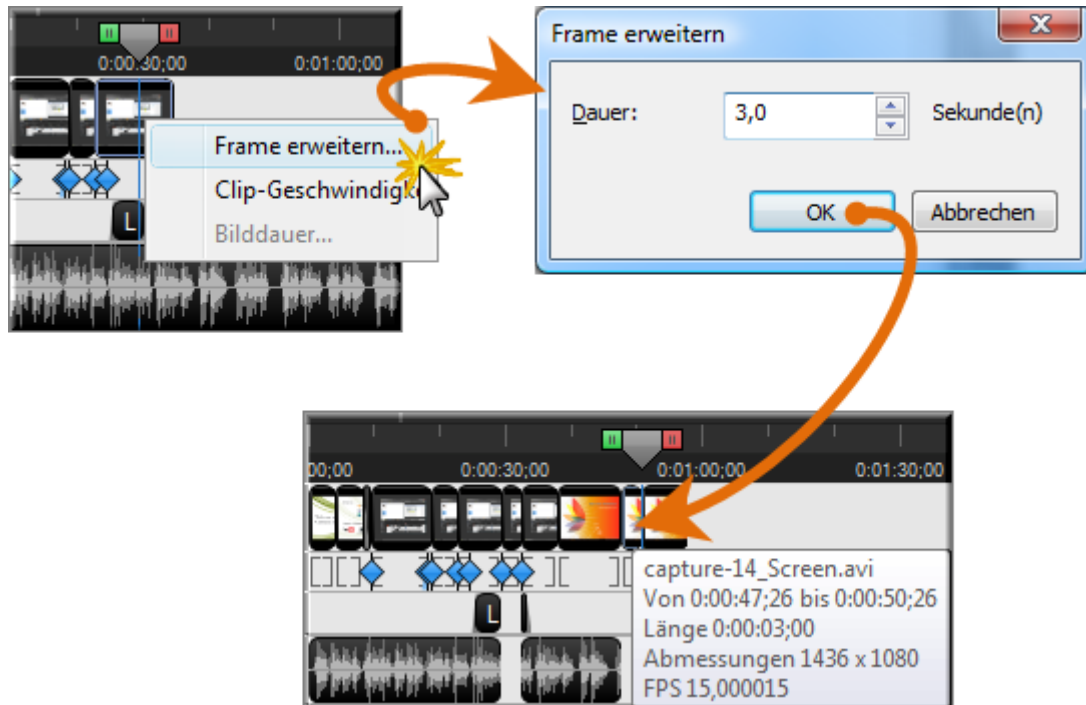 0:00:30;00
0:01:00;00
Frame erweitern...
Bilddauer...
L
Frame erweitern
Dauer:
3,0
Sekunde(n)
OK
Abbrechen
00;00
0:00:30;00
0:01:00;00
0:01:30;00
L
capture-14_Screen.avi
Von 0:00:47;26 bis 0:00:50;26
Länge 0:00:03;00
Abmessungen 1436 x 1080
FPS 15,000015